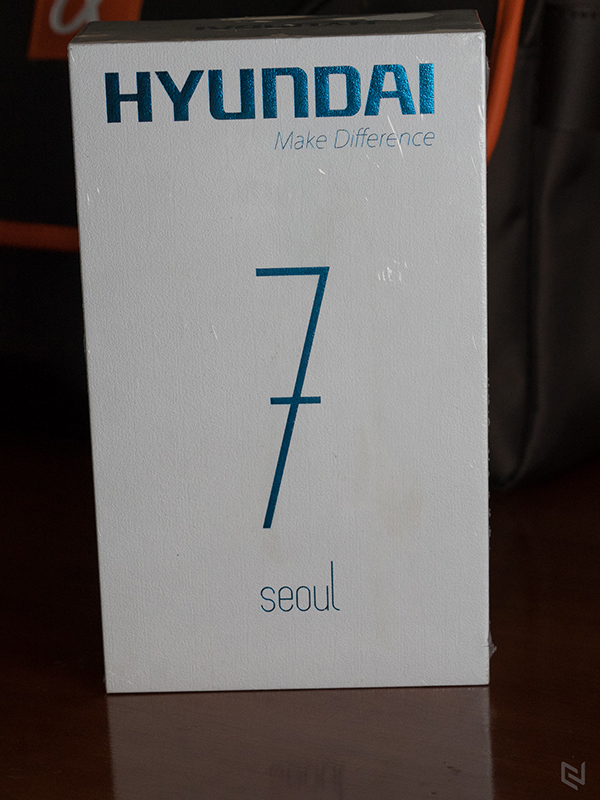 HYUNDAI
Make Difference
7
seoul